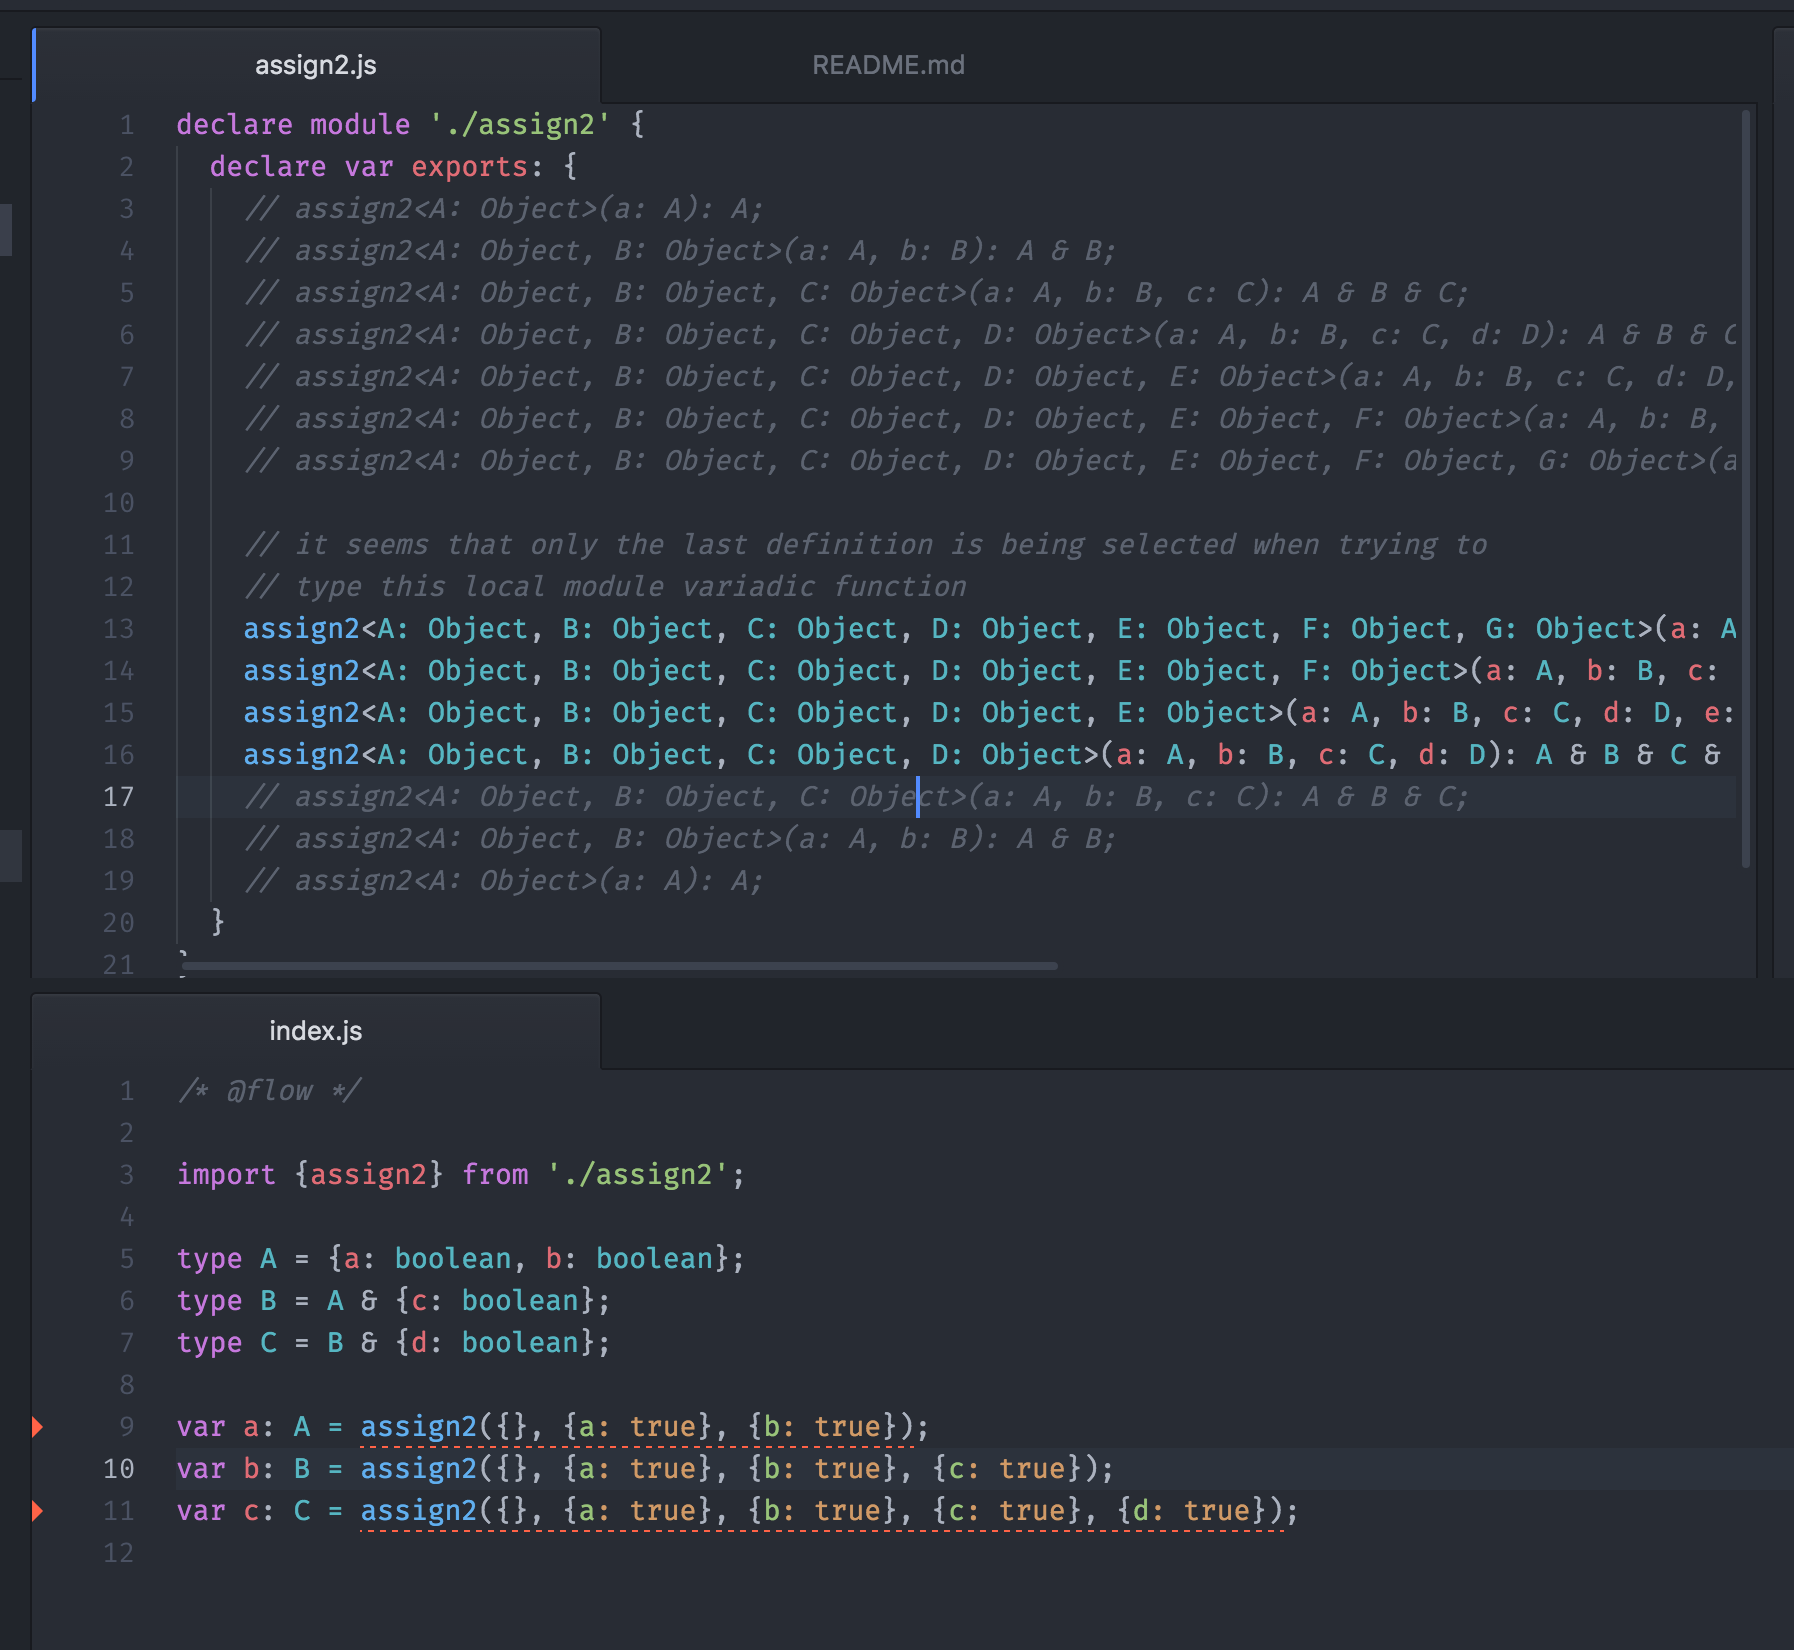 assign2.js
README.md
1 declare module './assign2' {
2 declare var exports: {
3 // assign2<A: Object>(a: A): A;
4 // assign2<A: Object, B: Object>(a: A, b: B): A & B;
5 // assign2<A: Object, B: Object, C: Object>(a: A, b: B, c: C): A & B & C;
6 // assign2<A: Object, B: Object, C: Object, D: Object>(a: A, b: B, c: C, d: D): A & B & C
7 // assign2<A: Object, B: Object, C: Object, D: Object, E: Object>(a: A, b: B, c: C, d: D,
8 // assign2<A: Object, B: Object, C: Object, D: Object, E: Object, F: Object>(a: A, b: B,
9 // assign2<A: Object, B: Object, C: Object, D: Object, E: Object, F: Object, G: Object>(a
10
11 // it seems that only the last definition is being selected when trying to
12 // type this local module variadic function
13 assign2<A: Object, B: Object, C: Object, D: Object, E: Object, F: Object, G: Object>(a: A
14 assign2<A: Object, B: Object, C: Object, D: Object, E: Object, F: Object>(a: A, b: B, c:
15 assign2<A: Object, B: Object, C: Object, D: Object, E: Object>(a: A, b: B, c: C, d: D, e:
16 assign2<A: Object, B: Object, C: Object, D: Object>(a: A, b: B, c: C, d: D): A & B & C &
17 // assign2<A: Object, B: Object, C: Object>(a: A, b: B, c: C): A & B & C;
18 // assign2<A: Object, B: Object>(a: A, b: B): A & B;
19 // assign2<A: Object>(a: A): A;
20 }
21 }
index.js
1 /* @flow */
2
3 import {assign2} from './assign2';
4
5 type A = {a: boolean, b: boolean};
6 type B = A & {c: boolean};
7 type C = B & {d: boolean};
8
9 var a: A = assign2({}, {a: true}, {b: true});
10 var b: B = assign2({}, {a: true}, {b: true}, {c: true});
11 var c: C = assign2({}, {a: true}, {b: true}, {c: true}, {d: true});
12